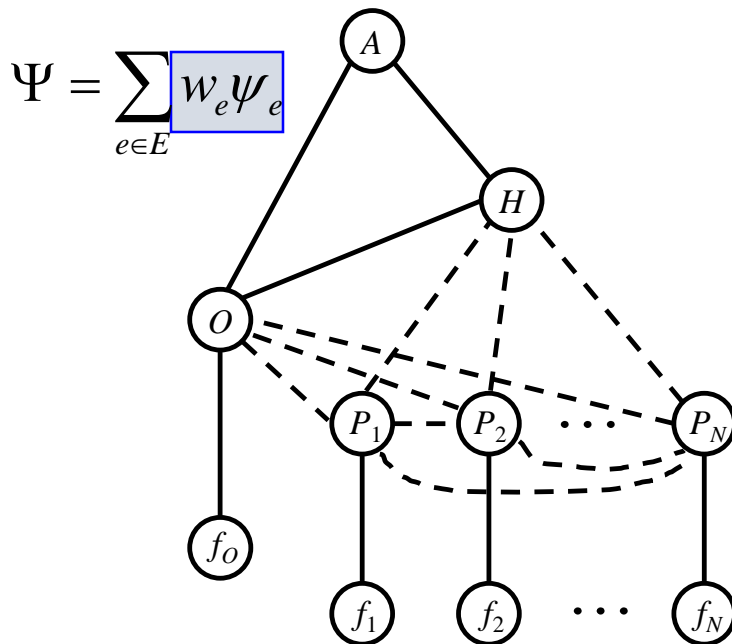 A
Ψ = ∑ w_e ψ_e
e∈E
H
O
P_1 P_2 ··· P_N
f_O
f_1 f_2 ··· f_N